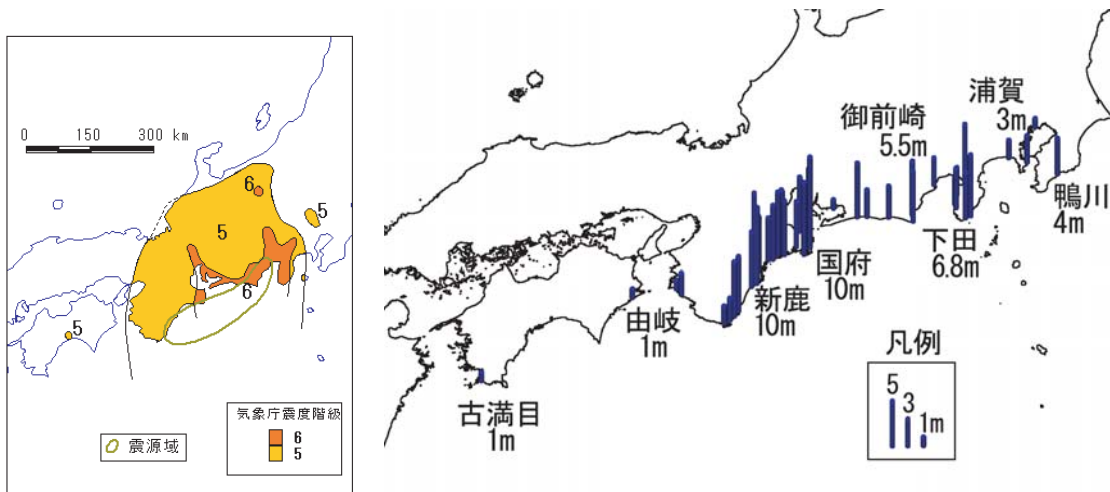 0 150 300 km
6
5
5
6
5
気象庁震度階級
震源域
6
5
浦賀
3m
御前崎
5.5m
鴨川
4m
下田
6.8m
国府
10m
新鹿
10m
由岐
1m
古満目
1m
凡例
5
3
1m